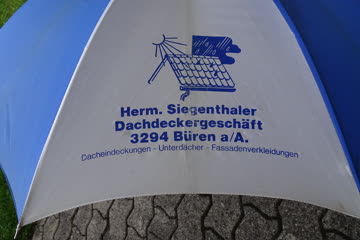 Herm. Siegenthaler
Dachdeckergeschäft
3294 Büren a/A.
Dacheindeckungen - Unterdächer - Fassadenverkleidungen